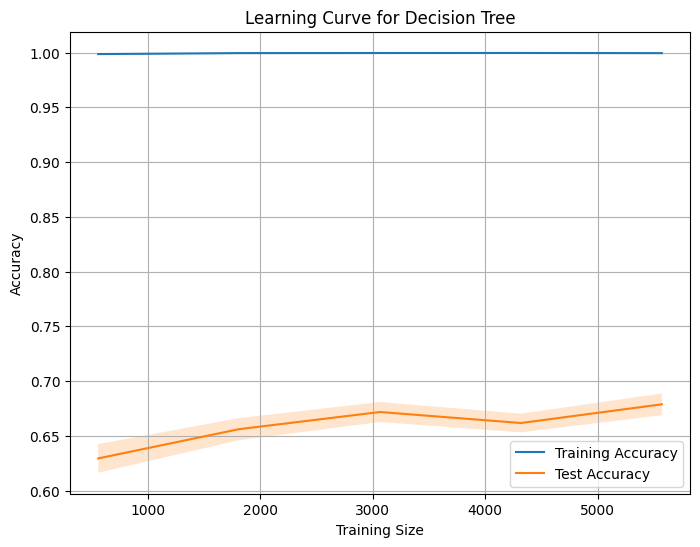 Learning Curve for Decision Tree
1.00
0.95
0.90
0.85
0.80
0.75
0.70
0.65
0.60
Accuracy
1000 2000 3000 4000 5000
Training Size
Training Accuracy
Test Accuracy